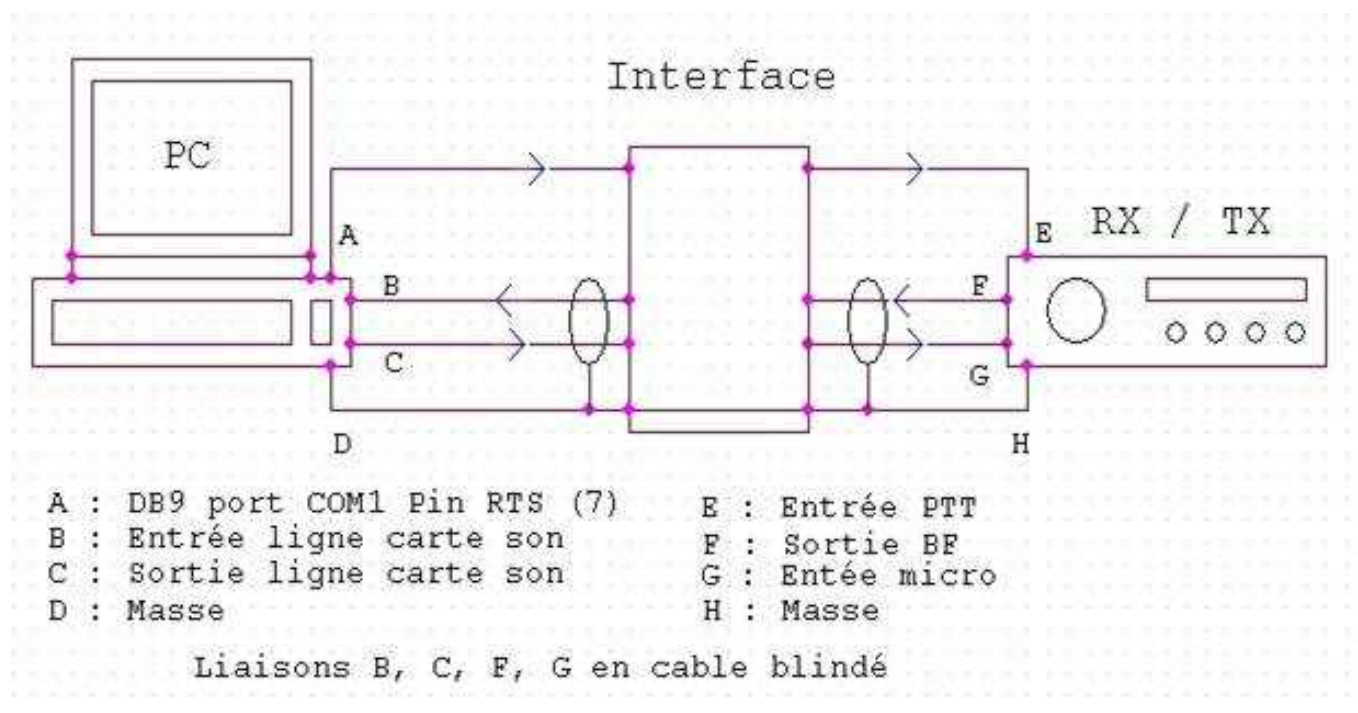 Interface
PC
RX / TX
A
E
B
F
C
G
D
H
A : DB9 port COM1 Pin RTS (7)
B : Entrée ligne carte son
C : Sortie ligne carte son
D : Masse
E : Entrée PTT
F : Sortie BF
G : Entée micro
H : Masse
Liaisons B, C, F, G en cable blindé